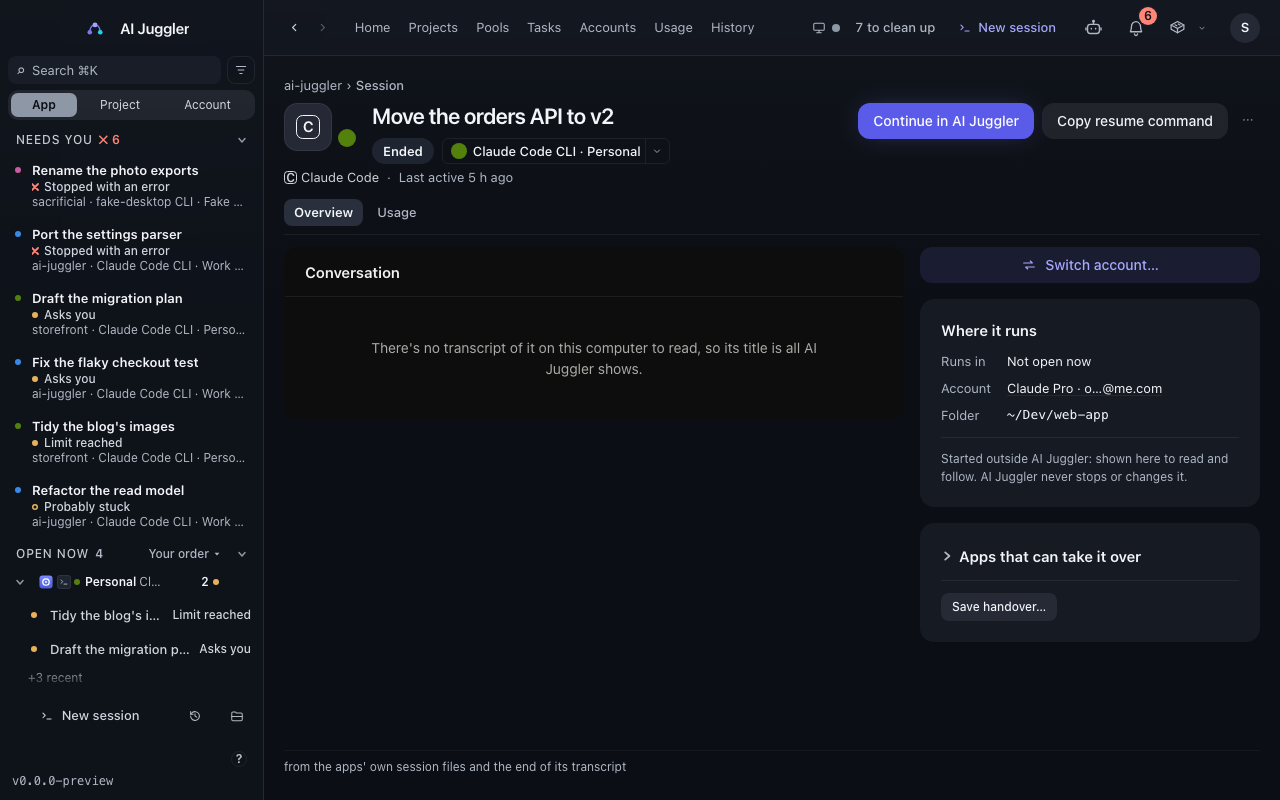 AI Juggler
Search ⌘K
App
Project
Account
NEEDS YOU 6
Rename the photo exports
Stopped with an error
sacrificial · fake-desktop CLI · Fake ...
Port the settings parser
Stopped with an error
ai-juggler · Claude Code CLI · Work ...
Draft the migration plan
Asks you
storefront · Claude Code CLI · Perso...
Fix the flaky checkout test
Asks you
ai-juggler · Claude Code CLI · Work ...
Tidy the blog's images
Limit reached
storefront · Claude Code CLI · Perso...
Refactor the read model
Probably stuck
ai-juggler · Claude Code CLI · Work ...
OPEN NOW 4
Your order
Personal Cl...
2
Tidy the blog's i...
Limit reached
Draft the migration p...
Asks you
+3 recent
New session
?
v0.0.0-preview
Home
Projects
Pools
Tasks
Accounts
Usage
History
7 to clean up
New session
6
S
ai-juggler › Session
C
Move the orders API to v2
Ended
Claude Code CLI · Personal
Continue in AI Juggler
Copy resume command
...
C Claude Code · Last active 5 h ago
Overview
Usage
Conversation
There's no transcript of it on this computer to read, so its title is all AI
Juggler shows.
Switch account...
Where it runs
Runs in Not open now
Account Claude Pro · o...@me.com
Folder ~/Dev/web-app
Started outside AI Juggler: shown here to read and
follow. AI Juggler never stops or changes it.
Apps that can take it over
Save handover...
from the apps' own session files and the end of its transcript